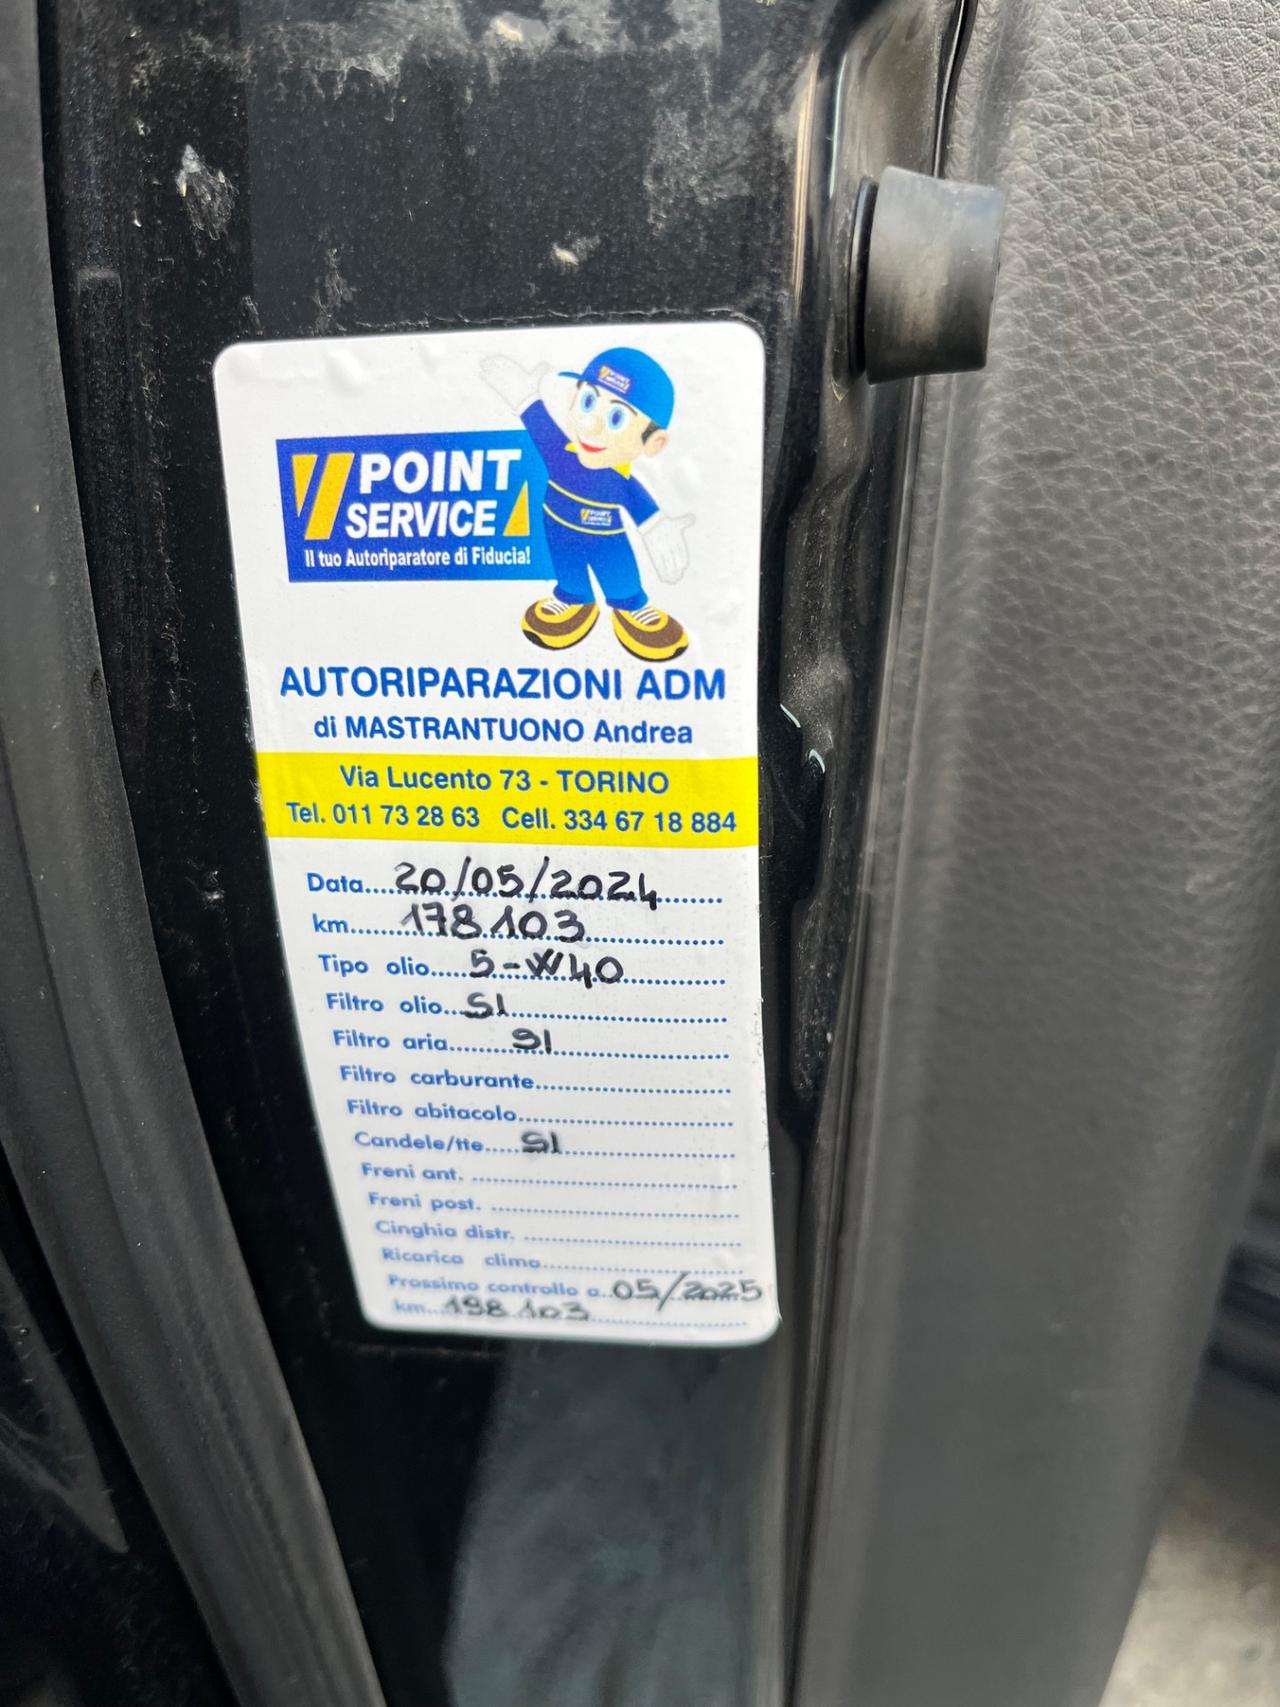 POINT
SERVICE
Il tuo Autoriparatore di Fiducia!
AUTORIPARAZIONI ADM
di MASTRANTUONO Andrea
Via Lucento 73 - TORINO
Tel. 011 73 28 63 Cell. 334 67 18 884
Data....20/05/2024
km......178103
Tipo olio....5-W40
Filtro olio..SI
Filtro aria......SI
Filtro carburante
Filtro abitacolo
Candele/tte....SI
Freni ant.
Freni post.
Cinghia distr.
Ricarica clima
Prossimo controllo a..05/2025
km...198103